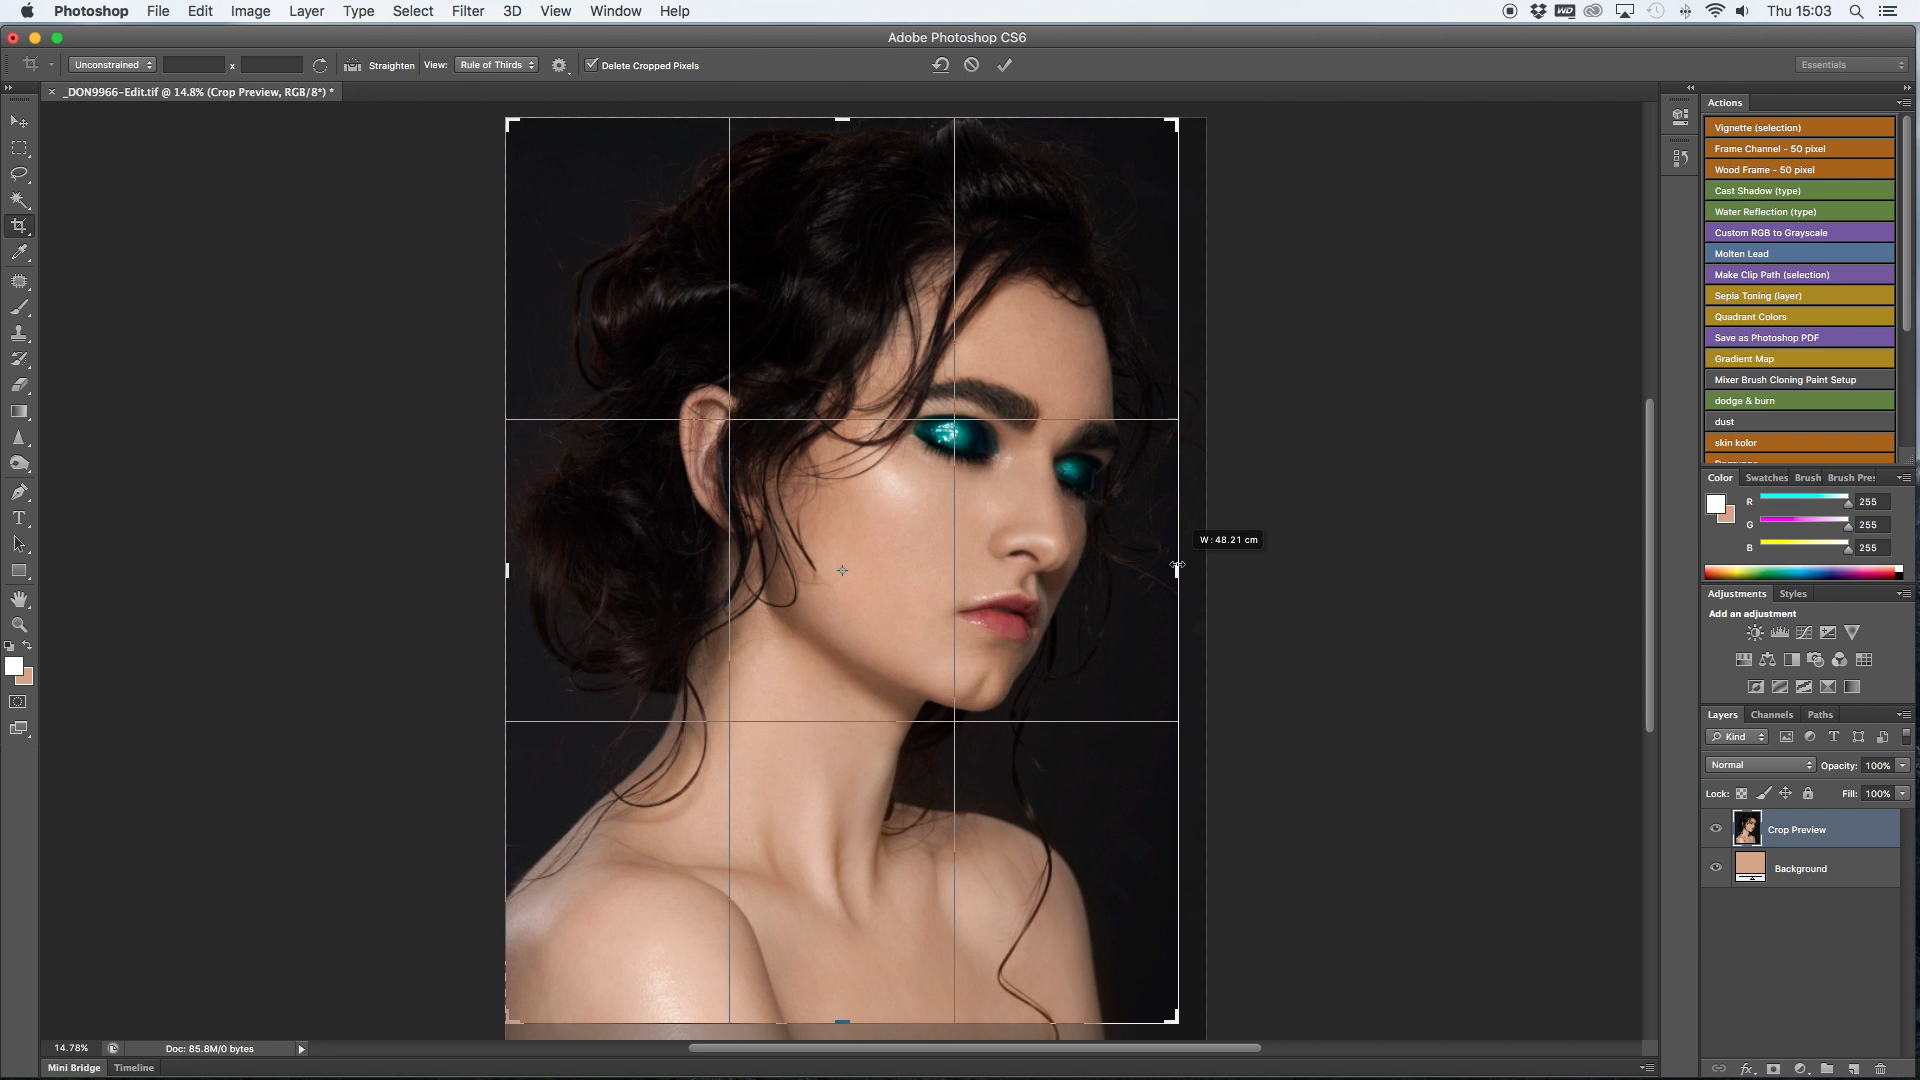 Photoshop File Edit Image Layer Type Select Filter 3D View Window Help Thu 15:03
Adobe Photoshop CS6
Unconstrained x Straighten View: Rule of Thirds Delete Cropped Pixels Essentials
_DON9966-Edit.tif @ 14.8% (Crop Preview, RGB/8*) *
Actions
Vignette (selection)
Frame Channel - 50 pixel
Wood Frame - 50 pixel
Cast Shadow (type)
Water Reflection (type)
Custom RGB to Grayscale
Molten Lead
Make Clip Path (selection)
Sepia Toning (layer)
Quadrant Colors
Save as Photoshop PDF
Gradient Map
Mixer Brush Cloning Paint Setup
dodge & burn
dust
skin kolor
Color Swatches Brush Brush Pre
R 255
G 255
B 255
W: 48.21 cm
Adjustments Styles
Add an adjustment
Layers Channels Paths
Kind
Normal Opacity: 100%
Lock: Fill: 100%
Crop Preview
Background
14.78% Doc: 85.8M/0 bytes
Mini Bridge Timeline